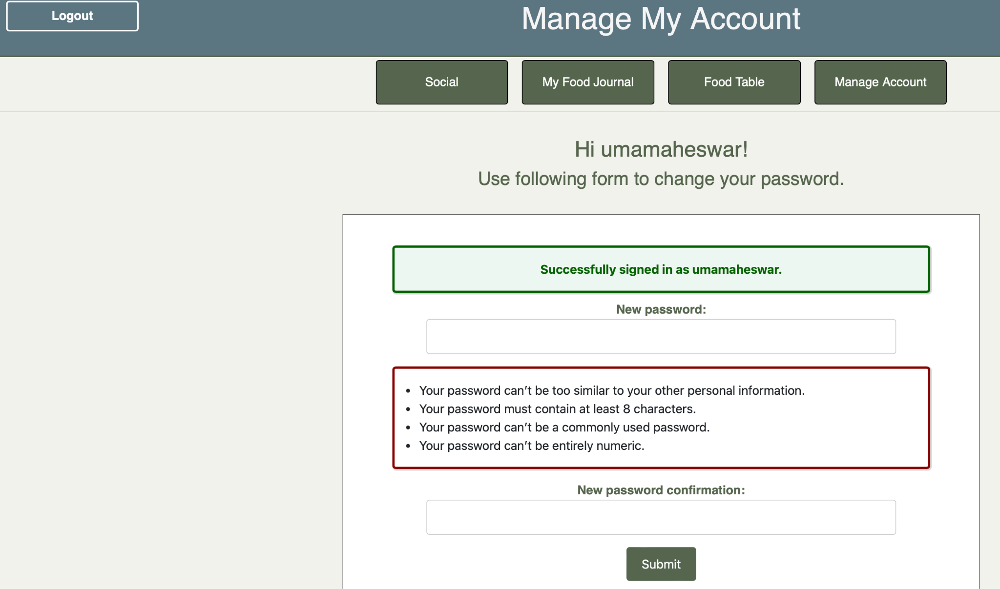 Logout
Manage My Account
Social
My Food Journal
Food Table
Manage Account
Hi umamaheswar!
Use following form to change your password.
Successfully signed in as umamaheswar.
New password:
• Your password can’t be too similar to your other personal information.
• Your password must contain at least 8 characters.
• Your password can’t be a commonly used password.
• Your password can’t be entirely numeric.
New password confirmation:
Submit